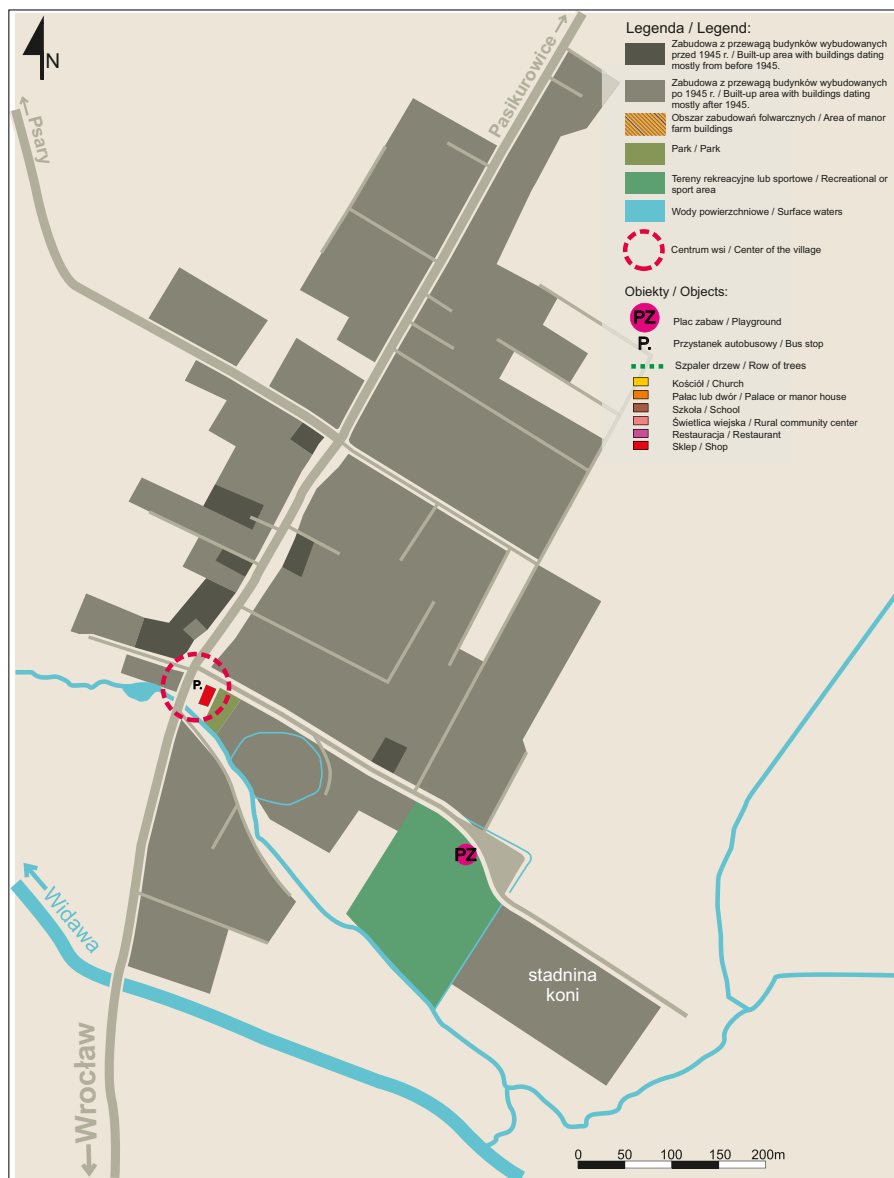 N
Psary
Pasikurowice
Legenda / Legend:
Zabudowa z przewagą budynków wybudowanych
przed 1945 r. / Built-up area with buildings dating
mostly from before 1945.
Zabudowa z przewagą budynków wybudowanych
po 1945 r. / Built-up area with buildings dating
mostly after 1945.
Obszar zabudowań folwarcznych / Area of manor
farm buildings
Park / Park
Tereny rekreacyjne lub sportowe / Recreational or
sport area
Wody powierzchniowe / Surface waters
Centrum wsi / Center of the village
Obiekty / Objects:
PZ Plac zabaw / Playground
P. Przystanek autobusowy / Bus stop
Szpaler drzew / Row of trees
Kościół / Church
Pałac lub dwór / Palace or manor house
Szkoła / School
Świetlica wiejska / Rural community center
Restauracja / Restaurant
Sklep / Shop
P.
PZ
Widawa
stadnina
koni
Wrocław
0 50 100 150 200m